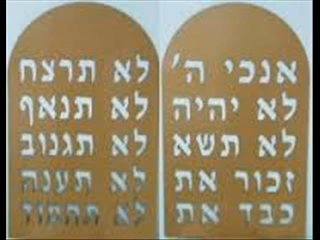 אנכי ה'
לא יהיה
לא תשא
זכור את
כבד את
לא תרצח
לא תנאף
לא תגנוב
לא תענה
לא תחמוד